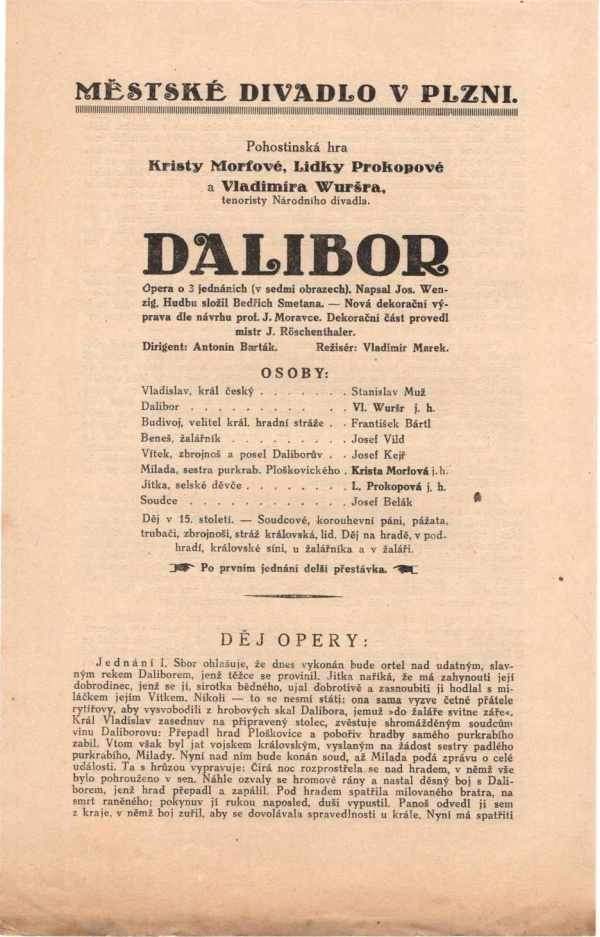 MĚSTSKÉ DIVADLO V PLZNI.
Pohostinská hra
Kristy Morfové, Lidky Prokopové
a Vladimíra Wuršra,
tenoristy Národního divadla.
DALIBOR
Opera o 3 jednáních (v sedmi obrazech). Napsal Jos. Wen-
zig. Hudbu složil Bedřich Smetana. — Nová dekorační vý-
prava dle návrhu prof. J. Moravce. Dekorační část provedl
mistr J. Röschenthaler.
Dirigent: Antonín Barták. Režisér: Vladimír Marek.
OSOBY:
Vladislav, král český . . . . . . . Stanislav Muž
Dalibor . . . . . . . . . . . . Vl. Wuršr j. h.
Budivoj, velitel král. hradní stráže . . František Bártl
Beneš, žalářník . . . . . . . . . Josef Vild
Vítek, zbrojnoš a posel Daliborův . . Josef Kejř
Milada, sestra purkrab. Ploškovického . Krista Morfová j. h.
Jitka, selské děvče . . . . . . . . L. Prokopová j. h.
Soudce . . . . . . . . . . . . Josef Belák
Děj v 15. století. — Soudcové, korouhevní páni, pážata,
trubači, zbrojnoši, stráž královská, lid. Děj na hradě, v pod-
hradí, královské síni, u žalářníka a v žaláři.
Po prvním jednání delší přestávka.
DĚJ OPERY:
Jednání I. Sbor ohlašuje, že dnes vykonán bude ortel nad udatným, slav-
ným rekem Daliborem, jenž těžce se provinil. Jitka naříká, že má zahynouti její
dobrodinec, jenž se jí, sirotku bědného, ujal dobrotivě a zasnoubiti ji hodlal s mi-
láčkem jejím Vítkem. Nikoli — to se nesmí státi; ona sama vyzve četné přátele
rytířovy, aby vysvobodili z hrobových skal Dalibora, jemuž »do žaláře svitne záře«.
Král Vladislav zasednuv na připravený stolec, zvěstuje shromážděným soudcům
vinu Daliborovu: Přepadl hrad Ploškovice a pobořiv hradby samého purkrabího
zabil. Vtom však byl jat vojskem královským, vyslaným na žádost sestry padlého
purkrabího, Milady. Nyní nad ním bude konán soud, až Milada podá zprávu o celé
události. Ta s hrůzou vypravuje: Čirá noc rozprostřela se nad hradem, v němž vše
bylo pohrouženo v sen. Náhle ozvaly se hromové rány a nastal děsný boj s Dali-
borem, jenž hrad přepadl a zapálil. Pod hradem spatřila milovaného bratra, na
smrt raněného; pokynuv jí rukou naposled, duši vypustil. Panoš odvedl ji sem
z kraje, v němž boj zuřil, aby se dovolávala spravedlnosti u krále. Nyní má spatřiti